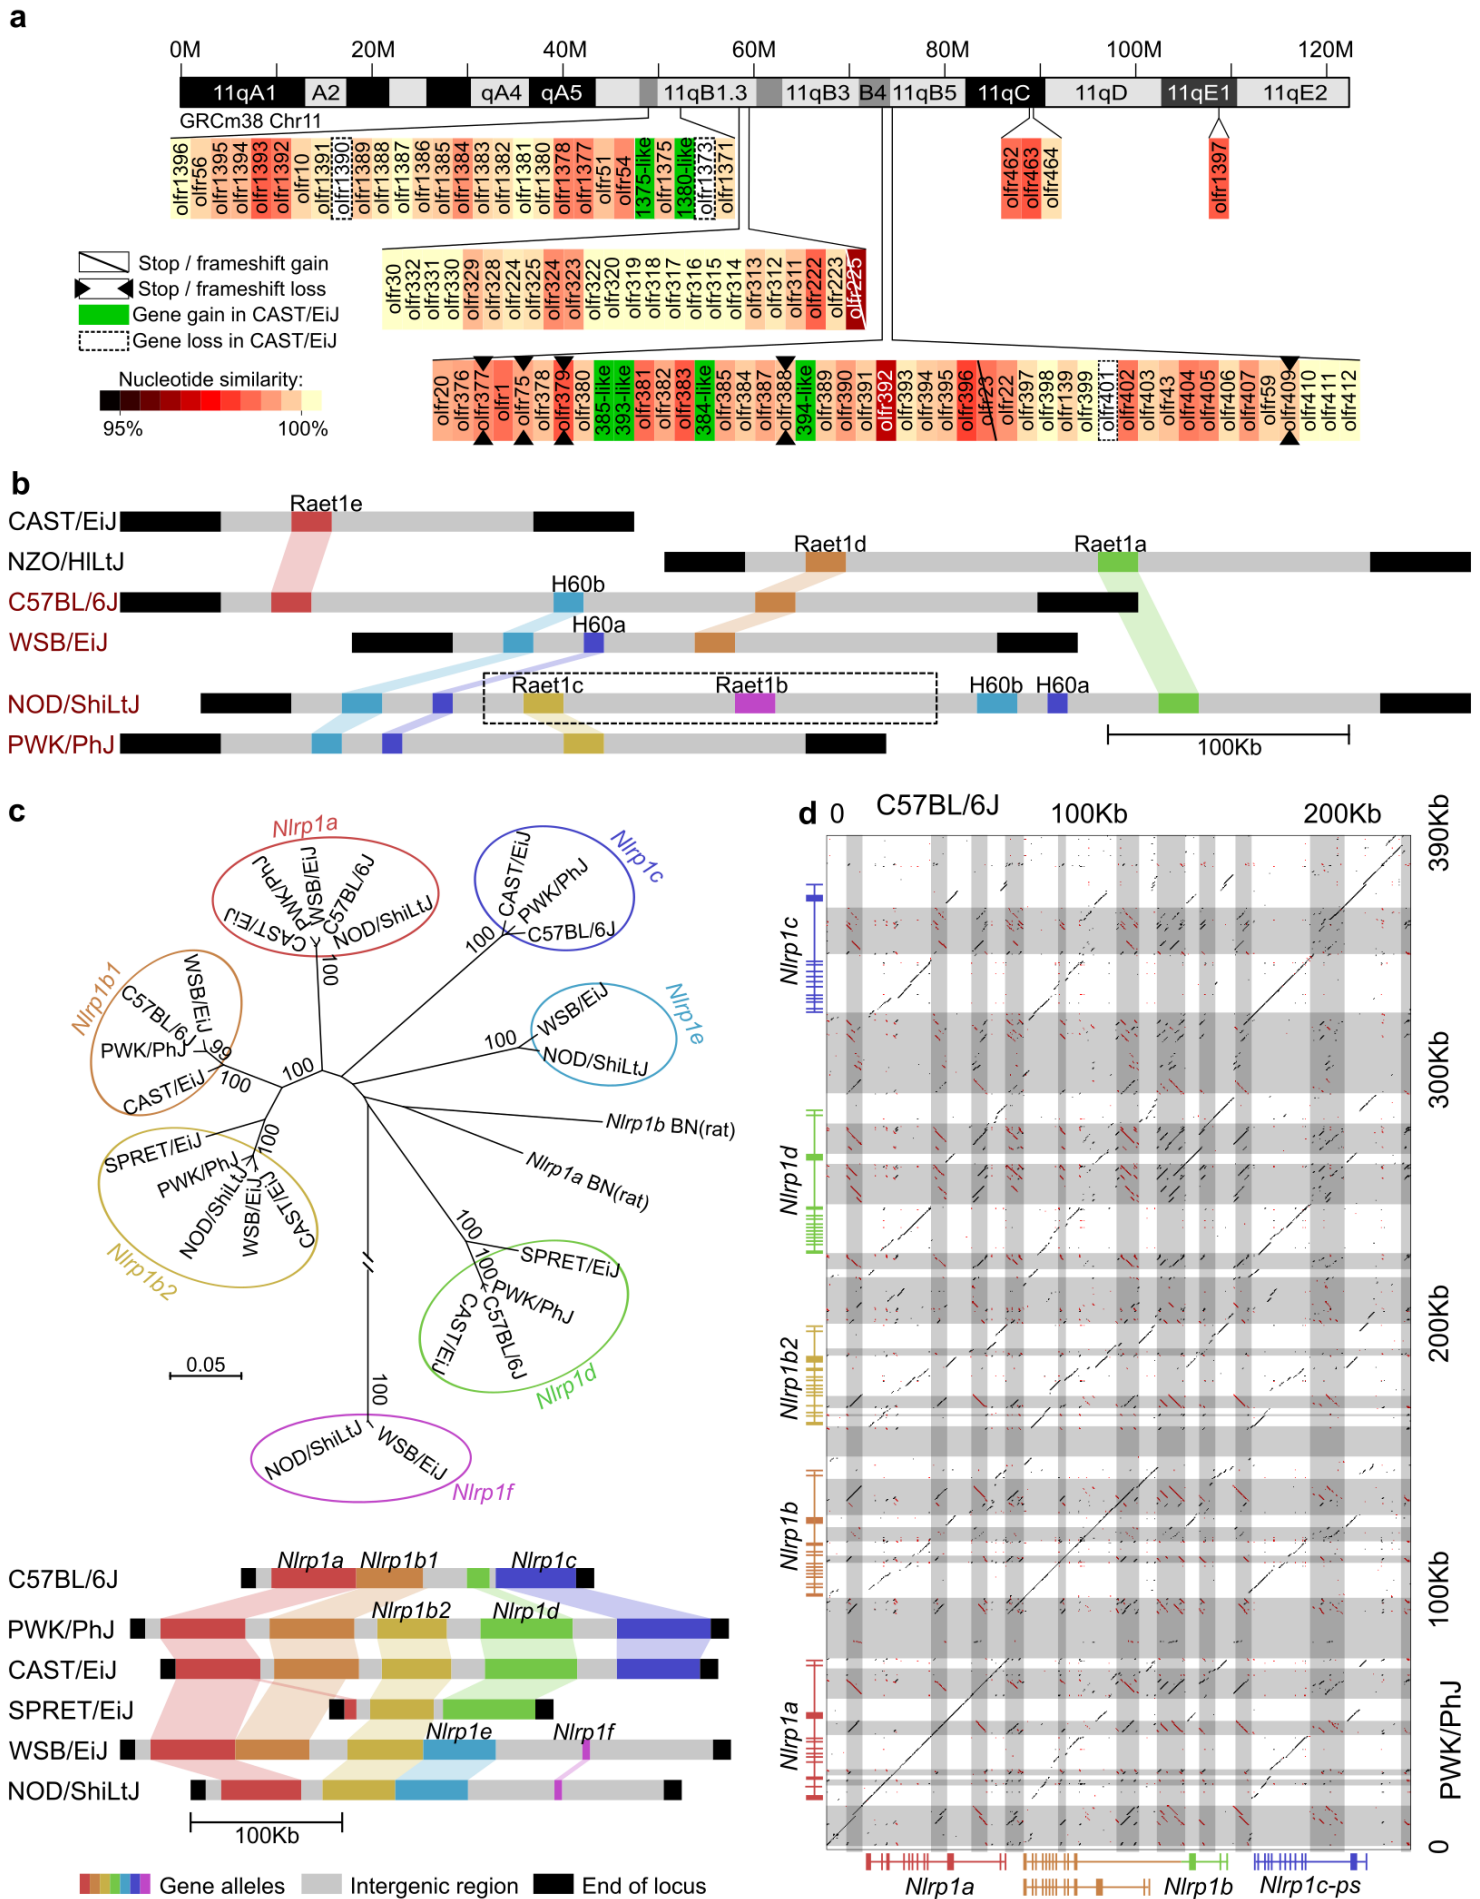 a
0M 20M 40M 60M 80M 100M 120M
11qA1 A2 qA4 qA5 11qB1.3 11qB3 B4 11qB5 11qC 11qD 11qE1 11qE2
GRCm38 Chr11
olfr1396 olfr56 olfr1395 olfr1394 olfr1393 olfr1392 olfr10 olfr1391 olfr1390 olfr1389 olfr1388 olfr1387 olfr1386 olfr1385 olfr1384 olfr1383 olfr1382 olfr1381 olfr1380 olfr1378 olfr1377 olfr51 olfr54 1375-like olfr1375 1380-like olfr1373 olfr1371
olfr462 olfr463 olfr464
olfr1397
olfr30 olfr332 olfr331 olfr330 olfr329 olfr328 olfr224 olfr325 olfr324 olfr323 olfr322 olfr320 olfr319 olfr318 olfr317 olfr316 olfr315 olfr314 olfr313 olfr312 olfr311 olfr222 olfr223 olfr225
Stop / frameshift gain
Stop / frameshift loss
Gene gain in CAST/EiJ
Gene loss in CAST/EiJ
Nucleotide similarity:
95% 100%
olfr20 olfr376 olfr377 olfr1 olfr75 olfr378 olfr379 olfr380 385-like 393-like olfr381 olfr382 olfr383 384-like olfr385 olfr384 olfr387 olfr388 394-like olfr389 olfr390 olfr391 olfr392 olfr393 olfr394 olfr395 olfr396 olfr23 olfr22 olfr397 olfr398 olfr139 olfr399 olfr401 olfr402 olfr403 olfr43 olfr404 olfr405 olfr406 olfr407 olfr59 olfr409 olfr410 olfr411 olfr412
b
Raet1e
CAST/EiJ
Raet1d Raet1a
NZO/HlLtJ
H60b
C57BL/6J
H60a
WSB/EiJ
Raet1c Raet1b H60b H60a
NOD/ShiLtJ
PWK/PhJ
100Kb
c
Nlrp1a
CAST/EiJ
PWK/PhJ
WSB/EiJ
C57BL/6J
NOD/ShiLtJ
100
Nlrp1c
CAST/EiJ
PWK/PhJ
C57BL/6J
100
Nlrp1b1
WSB/EiJ
C57BL/6J
PWK/PhJ
CAST/EiJ
99
100
100
Nlrp1e
WSB/EiJ
NOD/ShiLtJ
100
Nlrp1b BN(rat)
Nlrp1a BN(rat)
SPRET/EiJ
PWK/PhJ
NOD/ShiLtJ
WSB/EiJ
CAST/EiJ
100
Nlrp1b2
100
100
SPRET/EiJ
PWK/PhJ
C57BL/6J
CAST/EiJ
Nlrp1d
0.05
100
NOD/ShiLtJ
WSB/EiJ
Nlrp1f
Nlrp1a Nlrp1b1 Nlrp1c
C57BL/6J
Nlrp1b2 Nlrp1d
PWK/PhJ
CAST/EiJ
SPRET/EiJ
Nlrp1e Nlrp1f
WSB/EiJ
NOD/ShiLtJ
100Kb
Gene alleles Intergenic region End of locus
d
0 C57BL/6J 100Kb 200Kb
390Kb
300Kb
200Kb
100Kb
PWK/PhJ
0
Nlrp1c
Nlrp1d
Nlrp1b2
Nlrp1b
Nlrp1a
Nlrp1a Nlrp1b Nlrp1c-ps